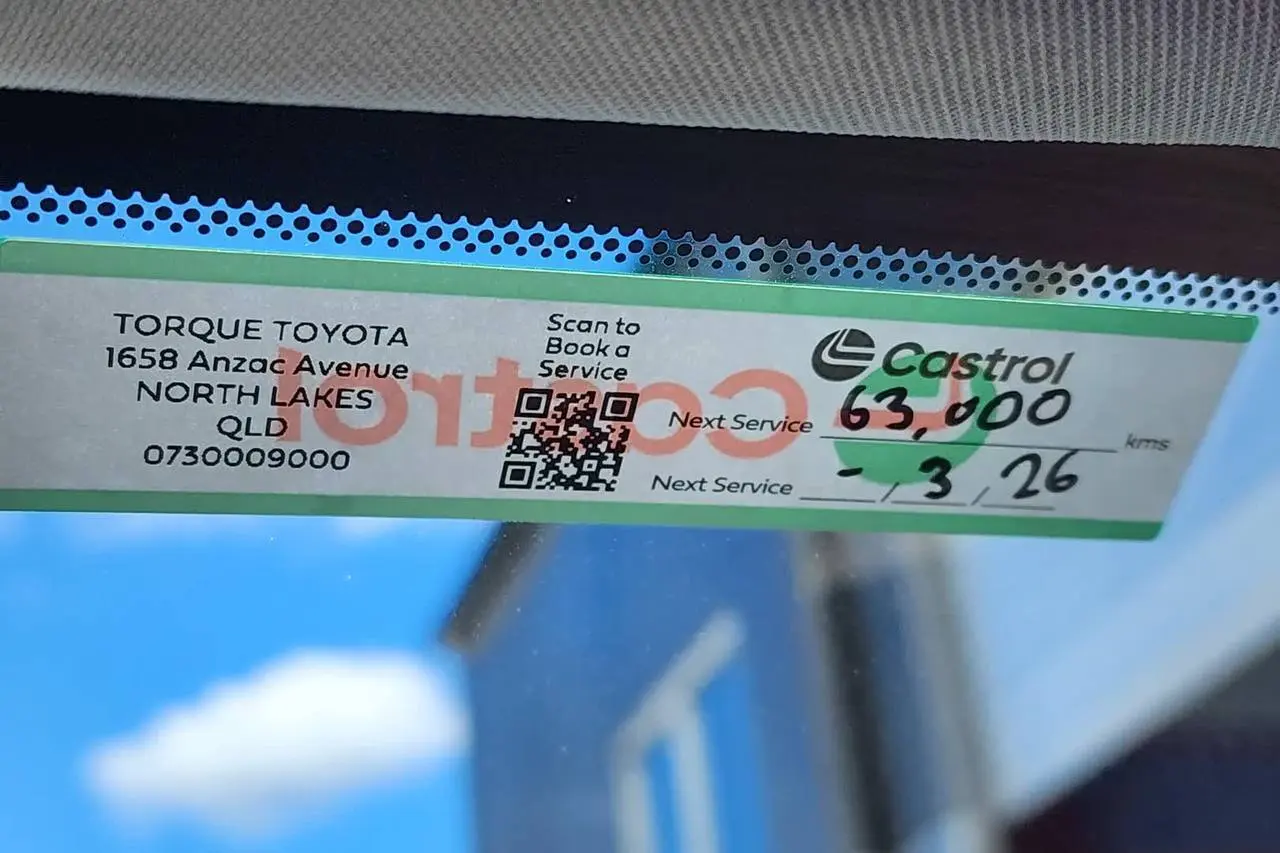 TORQUE TOYOTA
1658 Anzac Avenue
NORTH LAKES
QLD
0730009000
Scan to
Book a
Service
Castrol
Next Service 63,000 kms
Next Service - / 3 / 26
Castrol